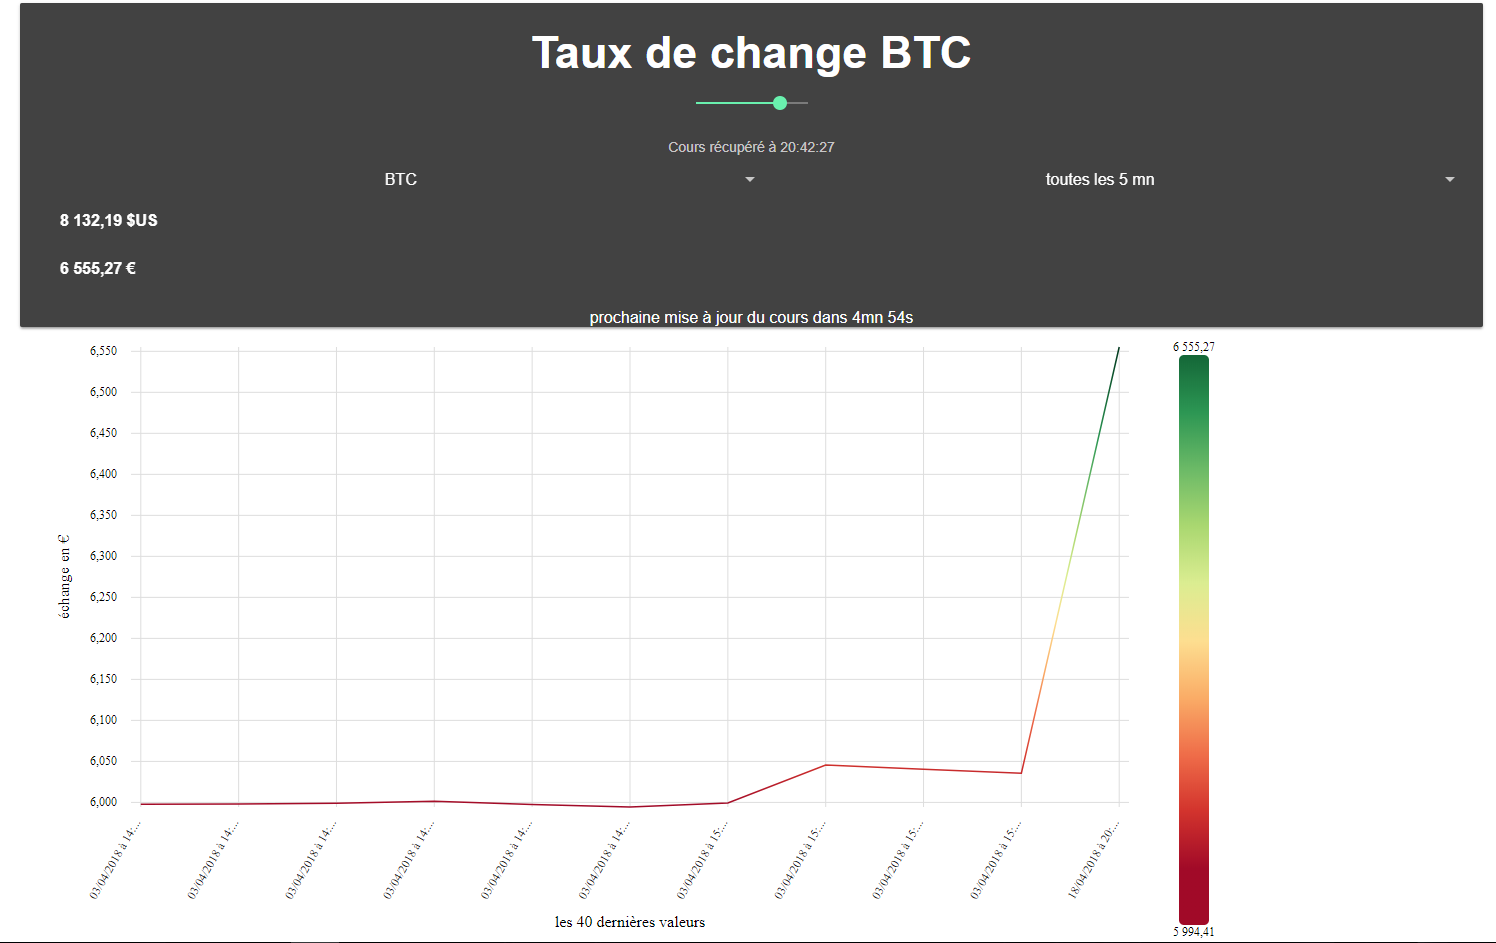 Taux de change BTC
Cours récupéré à 20:42:27
BTC
toutes les 5 mn
8 132,19 $US
6 555,27 €
prochaine mise à jour du cours dans 4mn 54s
6,550
6,500
6,450
6,400
6,350
6,300
6,250
6,200
6,150
6,100
6,050
6,000
échange en €
03/04/2018 à 14:...
03/04/2018 à 14:...
03/04/2018 à 14:...
03/04/2018 à 14:...
03/04/2018 à 14:...
03/04/2018 à 14:...
03/04/2018 à 15:...
03/04/2018 à 15:...
03/04/2018 à 15:...
03/04/2018 à 15:...
18/04/2018 à 20:...
les 40 dernières valeurs
6 555,27
5 994,41